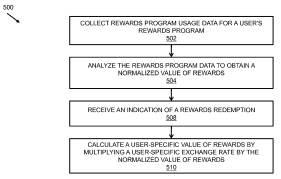 500
COLLECT REWARDS PROGRAM USAGE DATA FOR A USER'S
REWARDS PROGRAM
502
ANALYZE THE REWARDS PROGRAM DATA TO OBTAIN A
NORMALIZED VALUE OF REWARDS
504
RECEIVE AN INDICATION OF A REWARDS REDEMPTION
508
CALCULATE A USER-SPECIFIC VALUE OF REWARDS BY
MULTIPLYING A USER-SPECIFIC EXCHANGE RATE BY THE
NORMALIZED VALUE OF REWARDS
510